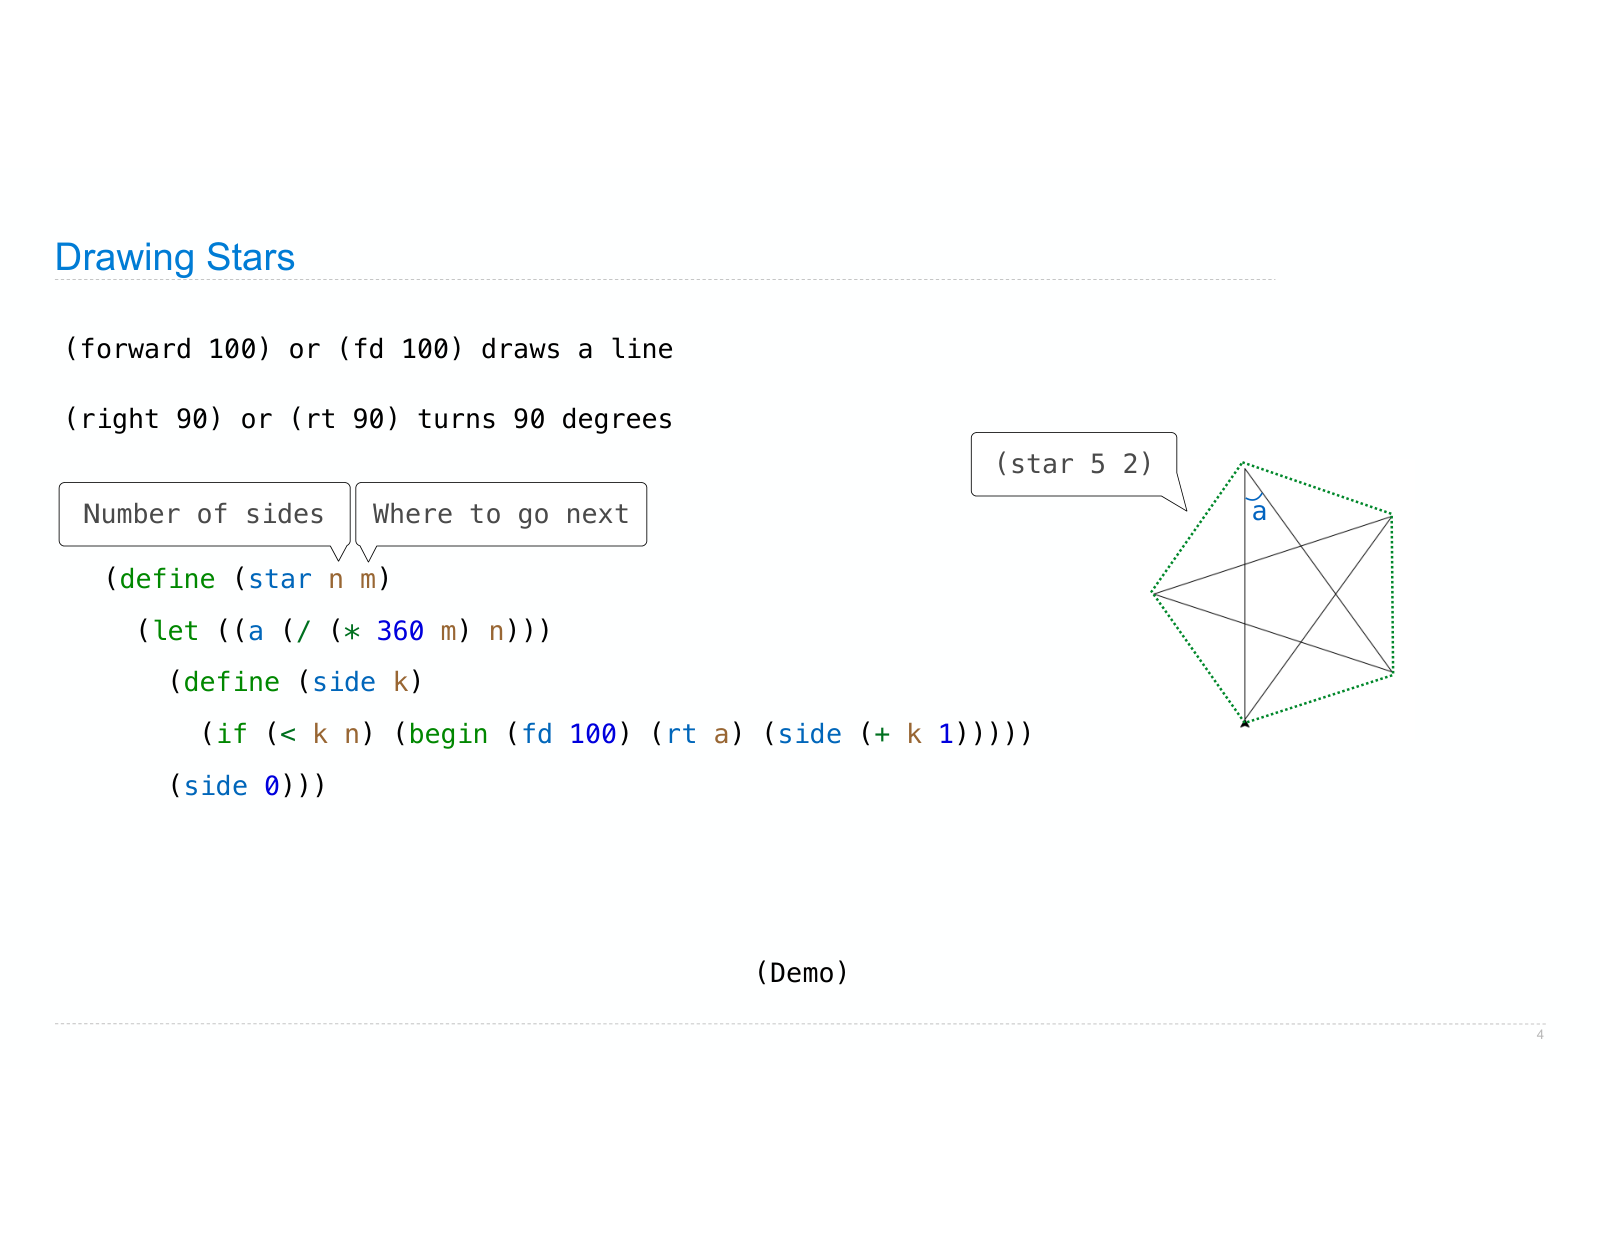 Drawing Stars
(forward 100) or (fd 100) draws a line
(right 90) or (rt 90) turns 90 degrees
(star 5 2)
a
Number of sides
Where to go next
(define (star n m)
(let ((a (/ (* 360 m) n)))
(define (side k)
(if (< k n) (begin (fd 100) (rt a) (side (+ k 1)))))
(side 0)))
(Demo)
4